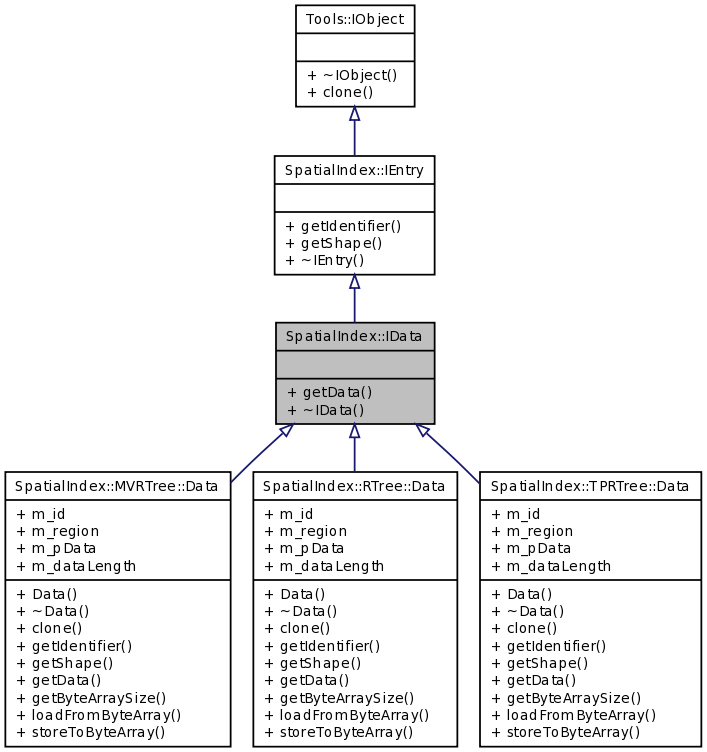 Tools::IObject
+ ~IObject()
+ clone()
SpatialIndex::IEntry
+ getIdentifier()
+ getShape()
+ ~IEntry()
SpatialIndex::IData
+ getData()
+ ~IData()
SpatialIndex::MVRTree::Data
+ m_id
+ m_region
+ m_pData
+ m_dataLength
+ Data()
+ ~Data()
+ clone()
+ getIdentifier()
+ getShape()
+ getData()
+ getByteArraySize()
+ loadFromByteArray()
+ storeToByteArray()
SpatialIndex::RTree::Data
+ m_id
+ m_region
+ m_pData
+ m_dataLength
+ Data()
+ ~Data()
+ clone()
+ getIdentifier()
+ getShape()
+ getData()
+ getByteArraySize()
+ loadFromByteArray()
+ storeToByteArray()
SpatialIndex::TPRTree::Data
+ m_id
+ m_region
+ m_pData
+ m_dataLength
+ Data()
+ ~Data()
+ clone()
+ getIdentifier()
+ getShape()
+ getData()
+ getByteArraySize()
+ loadFromByteArray()
+ storeToByteArray()